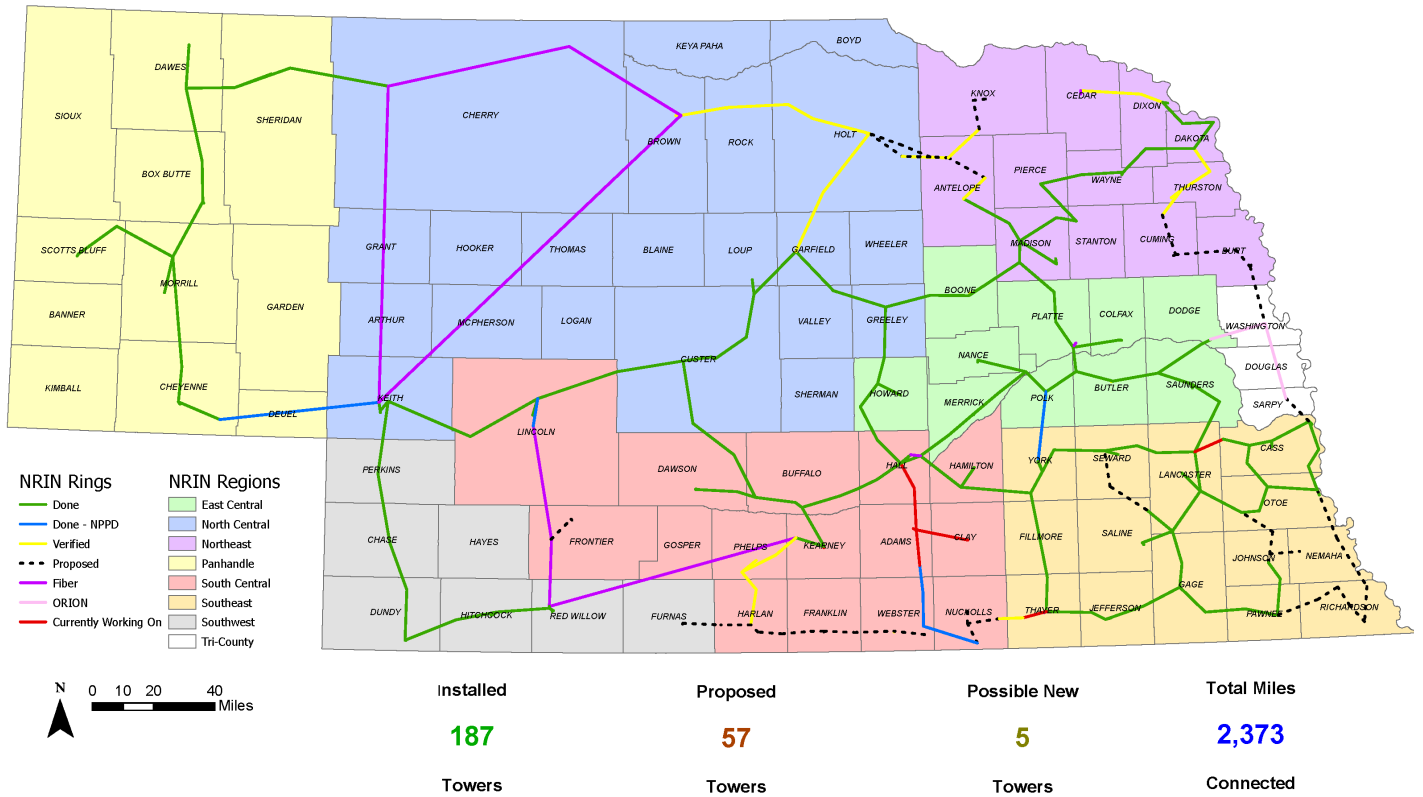 KEYA PAHA
BOYD
DAWES
KNOX
CEDAR
DIXON
SIOUX
SHERIDAN
CHERRY
BROWN
ROCK
HOLT
DAKOTA
BOX BUTTE
ANTELOPE
PIERCE
WAYNE
THURSTON
SCOTTS BLUFF
GRANT
HOOKER
THOMAS
BLAINE
LOUP
GARFIELD
WHEELER
MADISON
STANTON
CUMING
BURT
MORRILL
BANNER
GARDEN
ARTHUR
MCPHERSON
LOGAN
VALLEY
GREELEY
BOONE
PLATTE
COLFAX
DODGE
WASHINGTON
KIMBALL
CHEYENNE
DEUEL
KEITH
CUSTER
SHERMAN
HOWARD
NANCE
MERRICK
POLK
BUTLER
SAUNDERS
DOUGLAS
SARPY
LINCOLN
PERKINS
DAWSON
BUFFALO
HALL
HAMILTON
YORK
SEWARD
LANCASTER
CASS
OTOE
CHASE
HAYES
FRONTIER
GOSPER
PHELPS
KEARNEY
ADAMS
CLAY
FILLMORE
SALINE
JOHNSON
NEMAHA
GAGE
DUNDY
HITCHCOCK
RED WILLOW
FURNAS
HARLAN
FRANKLIN
WEBSTER
NUCKOLLS
THAYER
JEFFERSON
PAWNEE
RICHARDSON
NRIN Rings
Done
Done - NPPD
Verified
Proposed
Fiber
ORION
Currently Working On
NRIN Regions
East Central
North Central
Northeast
Panhandle
South Central
Southeast
Southwest
Tri-County
N
0 10 20 40
Miles
Installed
187
Towers
Proposed
57
Towers
Possible New
5
Towers
Total Miles
2,373
Connected